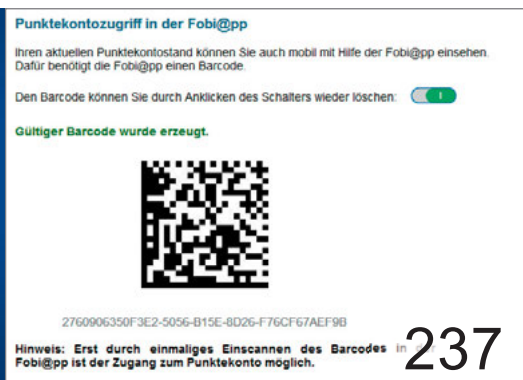 Punktekontozugriff in der Fobi@pp
Ihren aktuellen Punktekontostand können Sie auch mobil mit Hilfe der Fobi@pp einsehen.
Dafür benötigt die Fobi@pp einen Barcode.
Den Barcode können Sie durch Anklicken des Schalters wieder löschen:
Gültiger Barcode wurde erzeugt.
2760906350F3E2-5056-B15E-8D26-F76CF67AEF9B
Hinweis: Erst durch einmaliges Einscannen des Barcodes in
Fobi@pp ist der Zugang zum Punktekonto möglich.
237